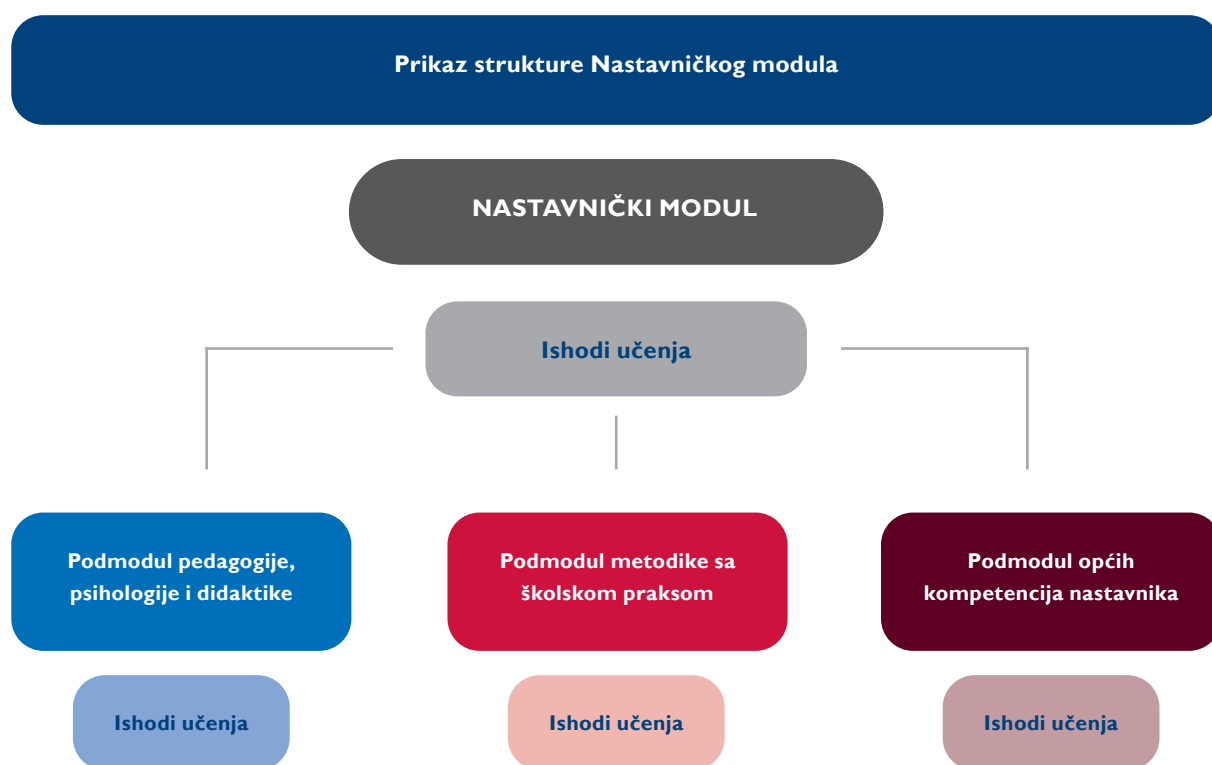 Prikaz strukture Nastavničkog modula
NASTAVNIČKI MODUL
Ishodi učenja
Podmodul pedagogije,
psihologije i didaktike
Podmodul metodike sa
školskom praksom
Podmodul općih
kompetencija nastavnika
Ishodi učenja
Ishodi učenja
Ishodi učenja